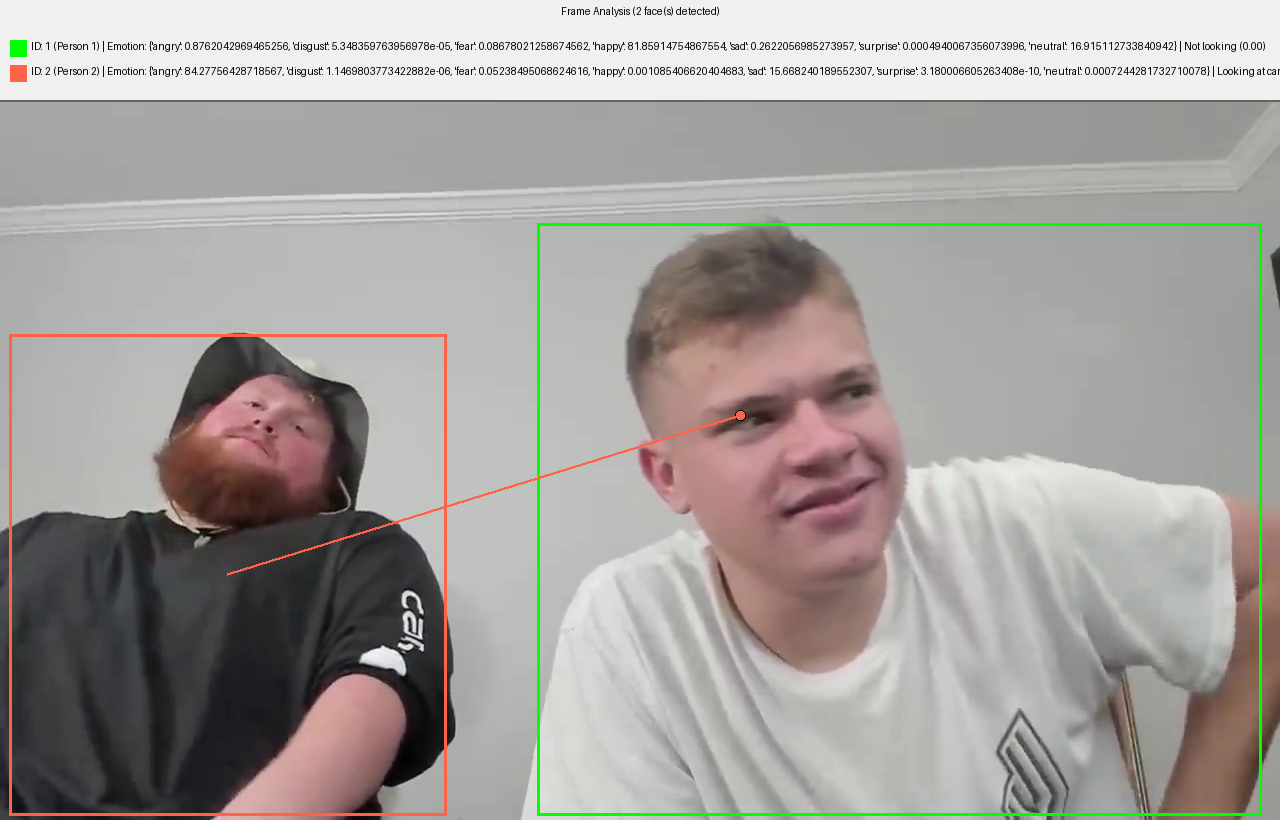 Frame Analysis (2 face(s) detected)
ID: 1 (Person 1) | Emotion: {'angry': 0.8762042969465256, 'disgust': 5.348359763956978e-05, 'fear': 0.08678021258674562, 'happy': 81.85914754867554, 'sad': 0.2622056985273957, 'surprise': 0.0004940067356073996, 'neutral': 16.915112733840942} | Not looking (0.00)
ID: 2 (Person 2) | Emotion: {'angry': 84.27756428718567, 'disgust': 1.1469803773422882e-06, 'fear': 0.05238495068624616, 'happy': 0.001085406620404683, 'sad': 15.668240189552307, 'surprise': 3.180006605263408e-10, 'neutral': 0.0007244281732710078} | Looking at